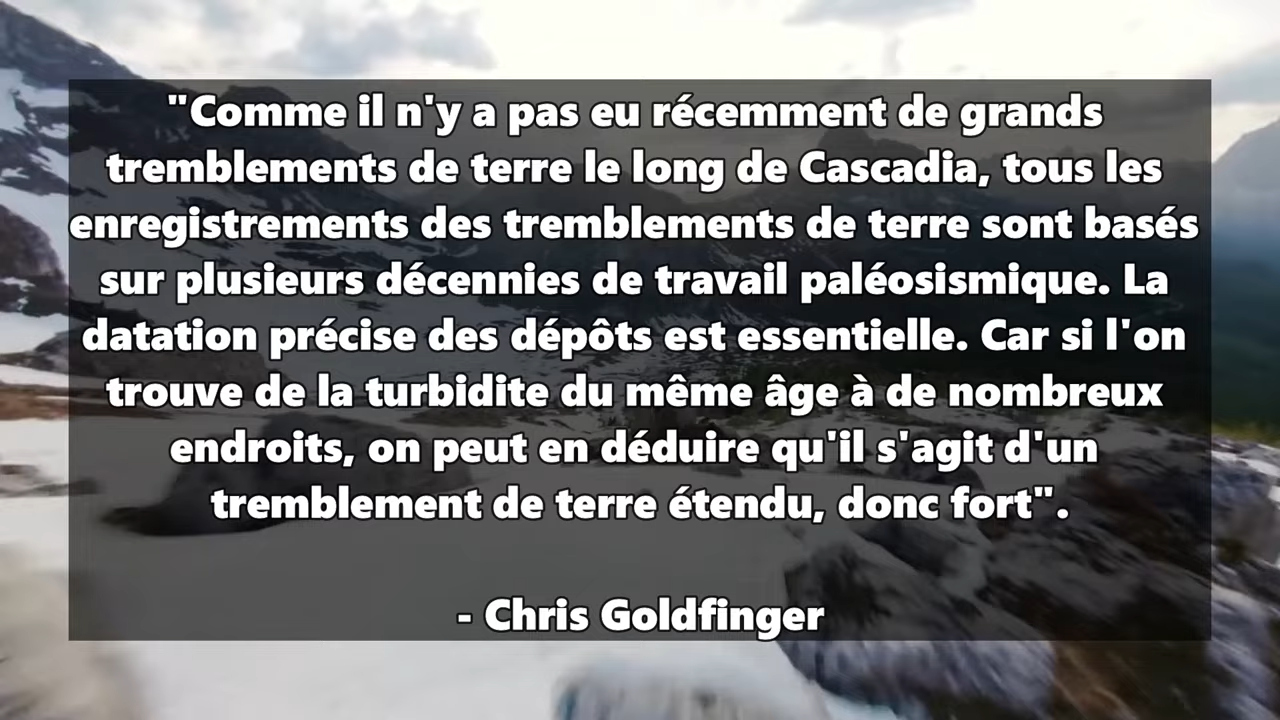 "Comme il n'y a pas eu récemment de grands
tremblements de terre le long de Cascadia, tous les
enregistrements des tremblements de terre sont basés
sur plusieurs décennies de travail paléosismique. La
datation précise des dépôts est essentielle. Car si l'on
trouve de la turbidite du même âge à de nombreux
endroits, on peut en déduire qu'il s'agit d'un
tremblement de terre étendu, donc fort".
- Chris Goldfinger